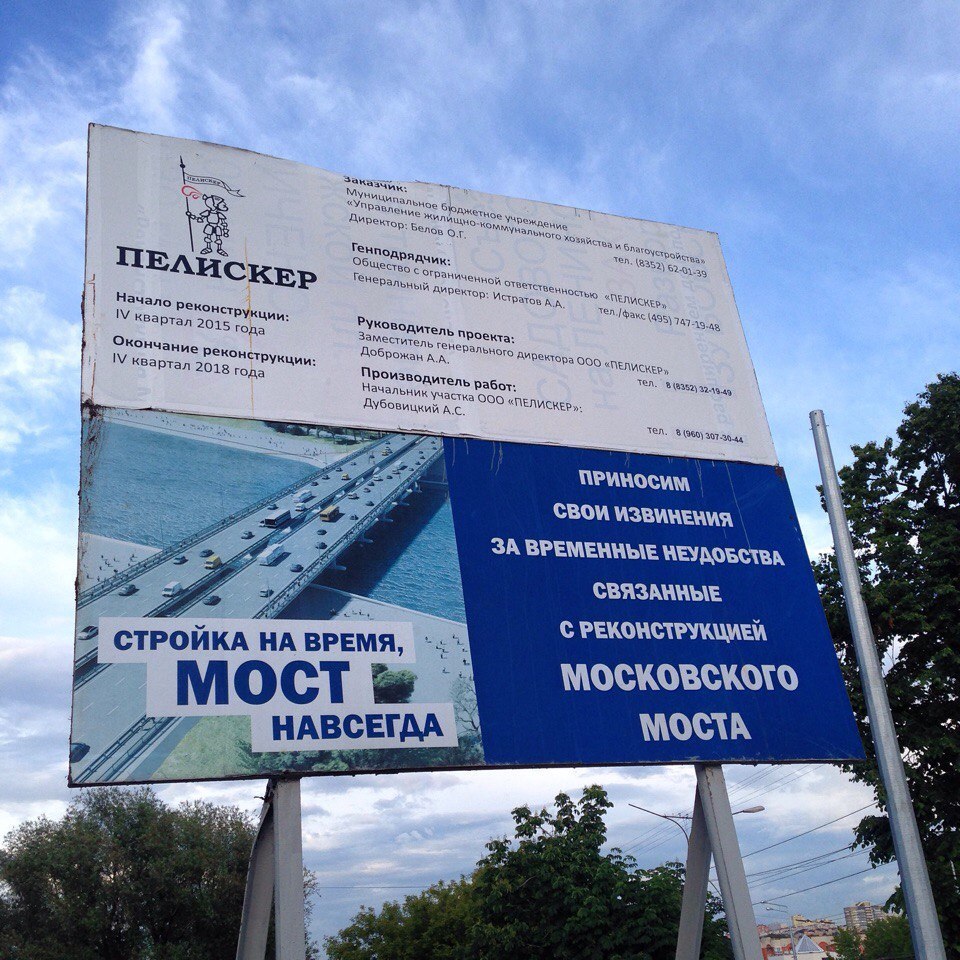 ПЕЛИСКЕР
ПЕЛИСКЕР
Начало реконструкции:
IV квартал 2015 года
Окончание реконструкции:
IV квартал 2018 года
Заказчик:
Муниципальное бюджетное учреждение
«Управление жилищно-коммунального хозяйства и благоустройства»
Директор: Белов О.Г.
тел. (8352) 62-01-39
Генподрядчик:
Общество с ограниченной ответственностью «ПЕЛИСКЕР»
Генеральный директор: Истратов А.А.
тел./факс (495) 747-19-48
Руководитель проекта:
Заместитель генерального директора ООО «ПЕЛИСКЕР»
Доброжан А.А.
тел. 8 (8352) 32-19-49
Производитель работ:
Начальник участка ООО «ПЕЛИСКЕР»:
Дубовицкий А.С.
тел. 8 (960) 307-30-44
СТРОЙКА НА ВРЕМЯ,
МОСТ
НАВСЕГДА
ПРИНОСИМ
СВОИ ИЗВИНЕНИЯ
ЗА ВРЕМЕННЫЕ НЕУДОБСТВА
СВЯЗАННЫЕ
С РЕКОНСТРУКЦИЕЙ
МОСКОВСКОГО
МОСТА